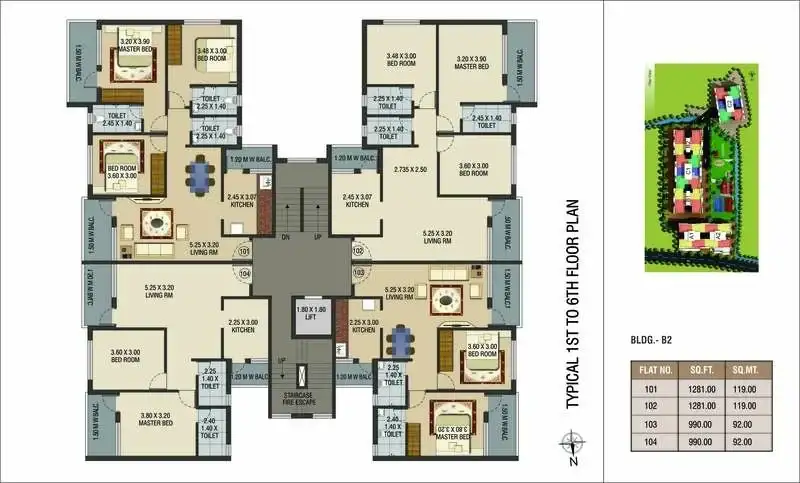 3.20 X 3.90
MASTER BED
3.48 X 3.00
BED ROOM
1.50 M W BALC.
TOILET
2.25 X 1.40
TOILET
2.45 X 1.40
TOILET
2.25 X 1.40
BED ROOM
3.60 X 3.00
1.20 M W BALC.
2.45 X 3.07
KITCHEN
1.50 M W BALC.
5.25 X 3.20
LIVING RM
101
3.48 X 3.00
BED ROOM
3.20 X 3.90
MASTER BED
1.50 M W BALC.
TOILET
2.25 X 1.40
TOILET
2.25 X 1.40
TOILET
2.45 X 1.40
1.20 M W BALC.
2.735 X 2.50
3.60 X 3.00
BED ROOM
2.45 X 3.07
KITCHEN
5.25 X 3.20
LIVING RM
102
DN
UP
104
103
5.25 X 3.20
LIVING RM
2.25 X 3.00
KITCHEN
3.60 X 3.00
BED ROOM
2.25
1.40 X
TOILET
1.20 M W BALC.
1.50 M W BALC.
3.80 X 3.20
MASTER BED
2.40
1.40 X
TOILET
1.80 X 1.80
LIFT
UP
STAIRCASE
FIRE ESCAPE
5.25 X 3.20
LIVING RM
2.25 X 3.00
KITCHEN
3.60 X 3.00
BED ROOM
1.20 M W BALC.
2.25
1.40 X
TOILET
2.40
1.40 X
TOILET
3.80 X 3.20
MASTER BED
1.50 M W BALC.
TYPICAL 1ST TO 6TH FLOOR PLAN
N
BLDG.- B2
FLAT NO. SQ.FT. SQ.MT.
101 1281.00 119.00
102 1281.00 119.00
103 990.00 92.00
104 990.00 92.00